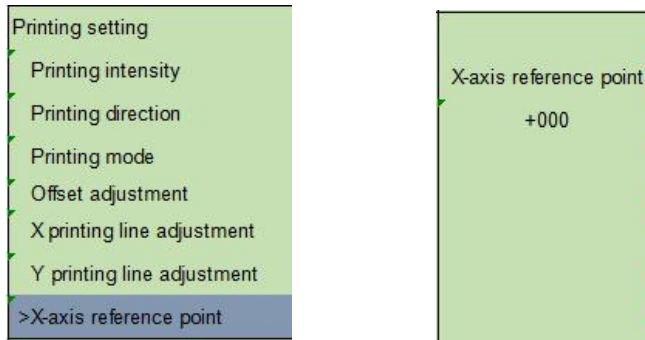 Printing setting
Printing intensity
Printing direction
Printing mode
Offset adjustment
X printing line adjustment
Y printing line adjustment
>X-axis reference point
X-axis reference point
+000